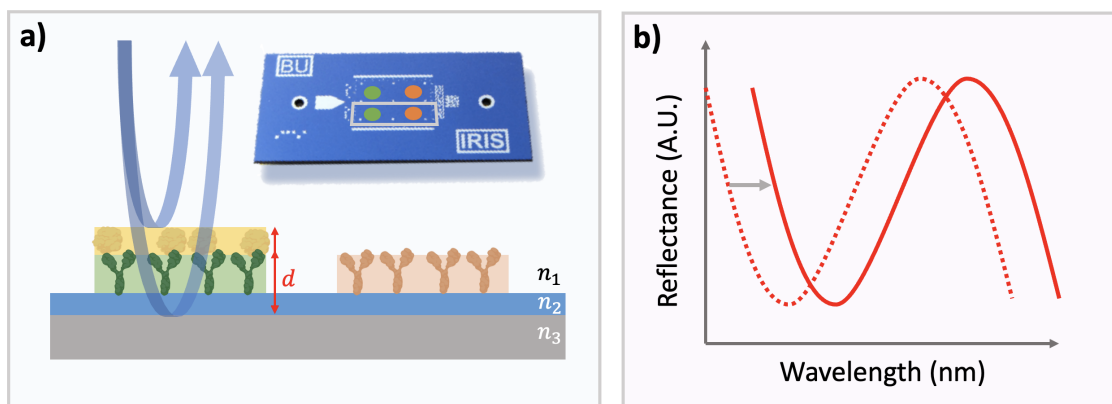 a)
BU
IRIS
d
n₁
n₂
n₃
b)
Reflectance (A.U.)
Wavelength (nm)